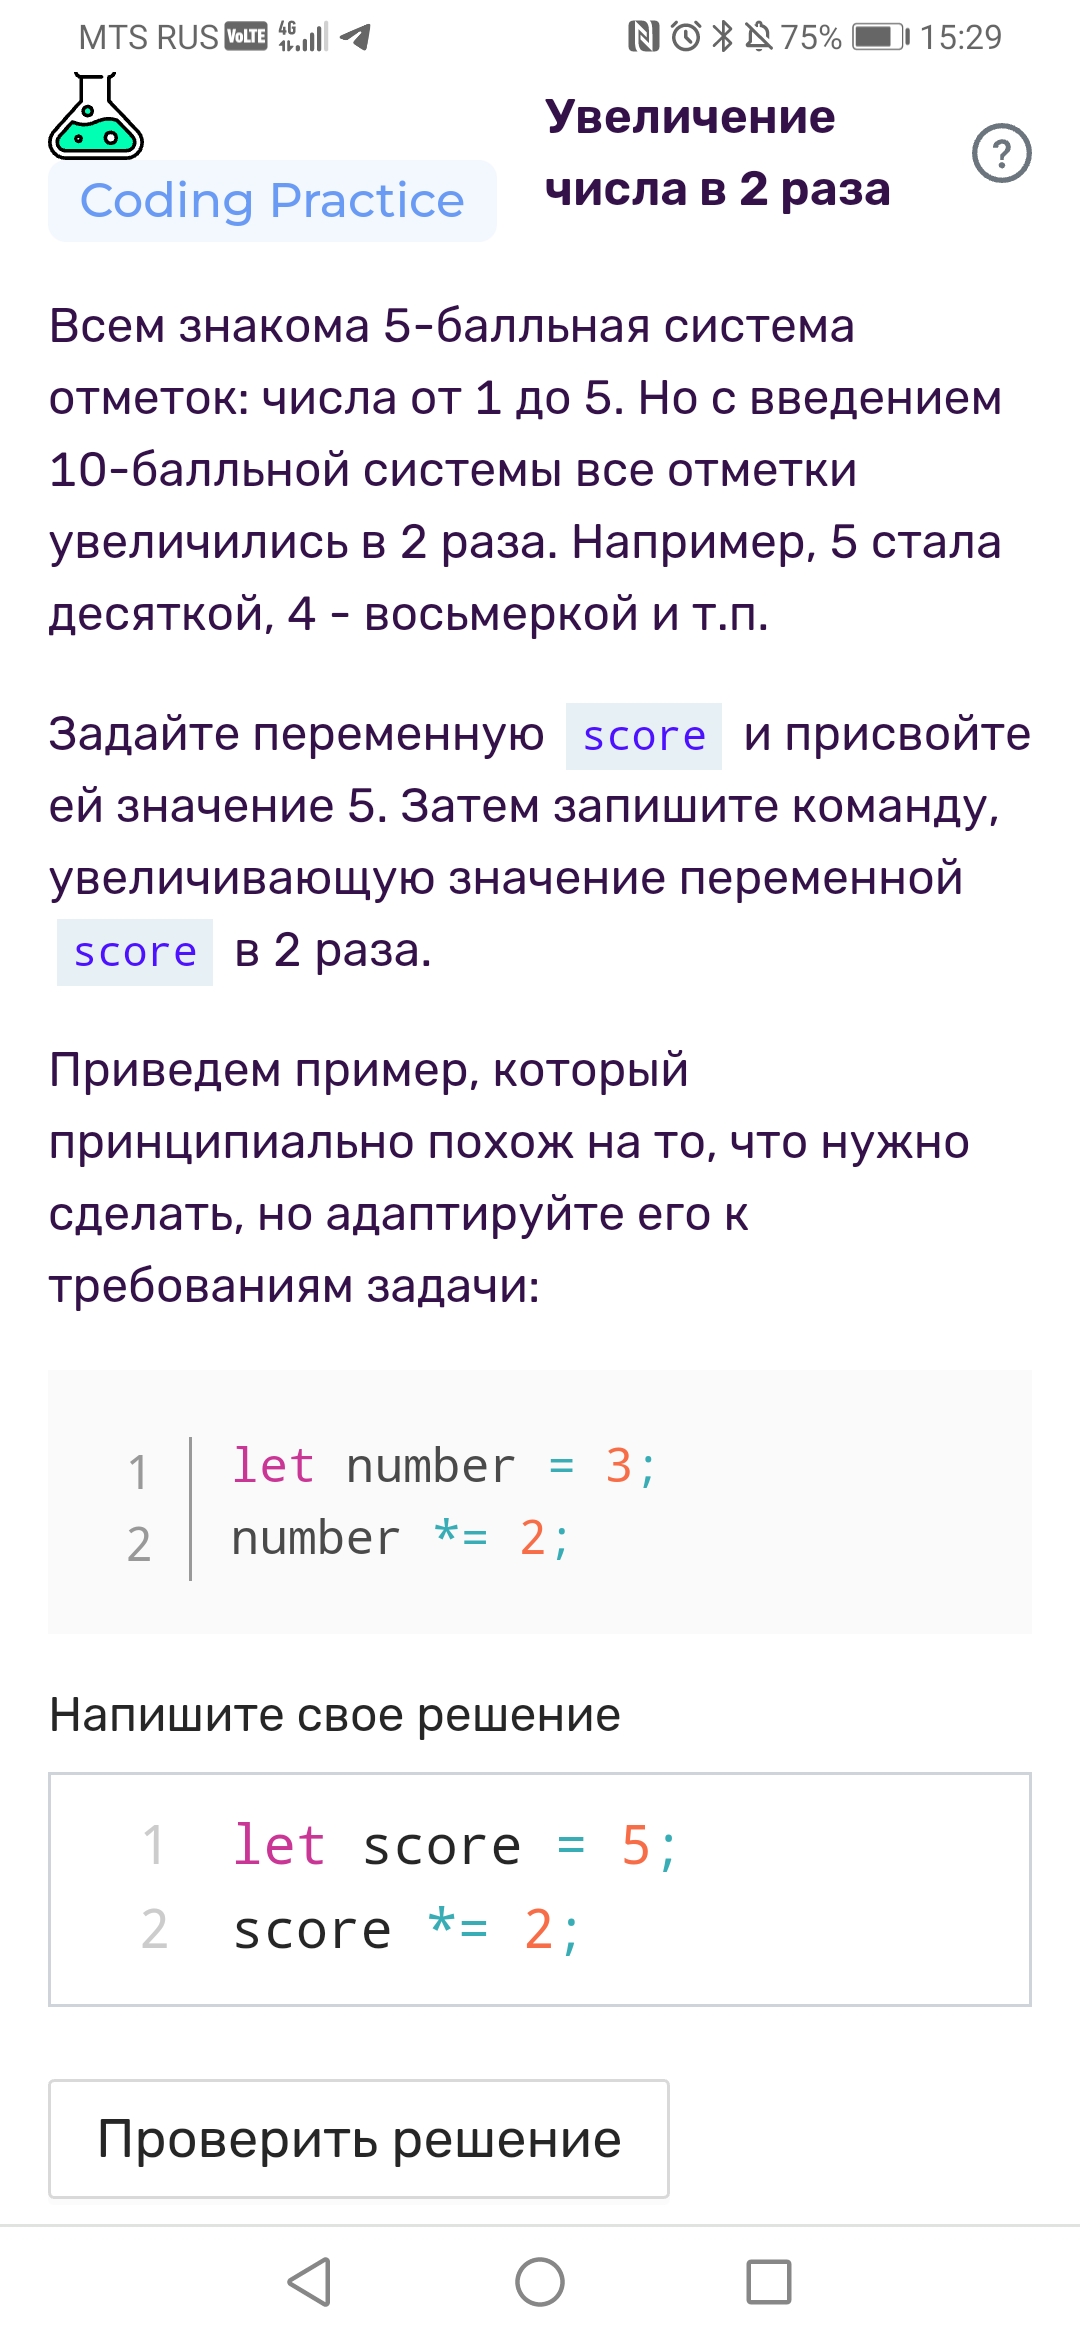 MTS RUS VoLTE 4G 75% 15:29
Увеличение
числа в 2 раза
?
Coding Practice
Всем знакома 5-балльная система
отметок: числа от 1 до 5. Но с введением
10-балльной системы все отметки
увеличились в 2 раза. Например, 5 стала
десяткой, 4 - восьмеркой и т.п.
Задайте переменную score и присвойте
ей значение 5. Затем запишите команду,
увеличивающую значение переменной
score в 2 раза.
Приведем пример, который
принципиально похож на то, что нужно
сделать, но адаптируйте его к
требованиям задачи:
1 let number = 3;
2 number *= 2;
Напишите свое решение
1 let score = 5;
2 score *= 2;
Проверить решение